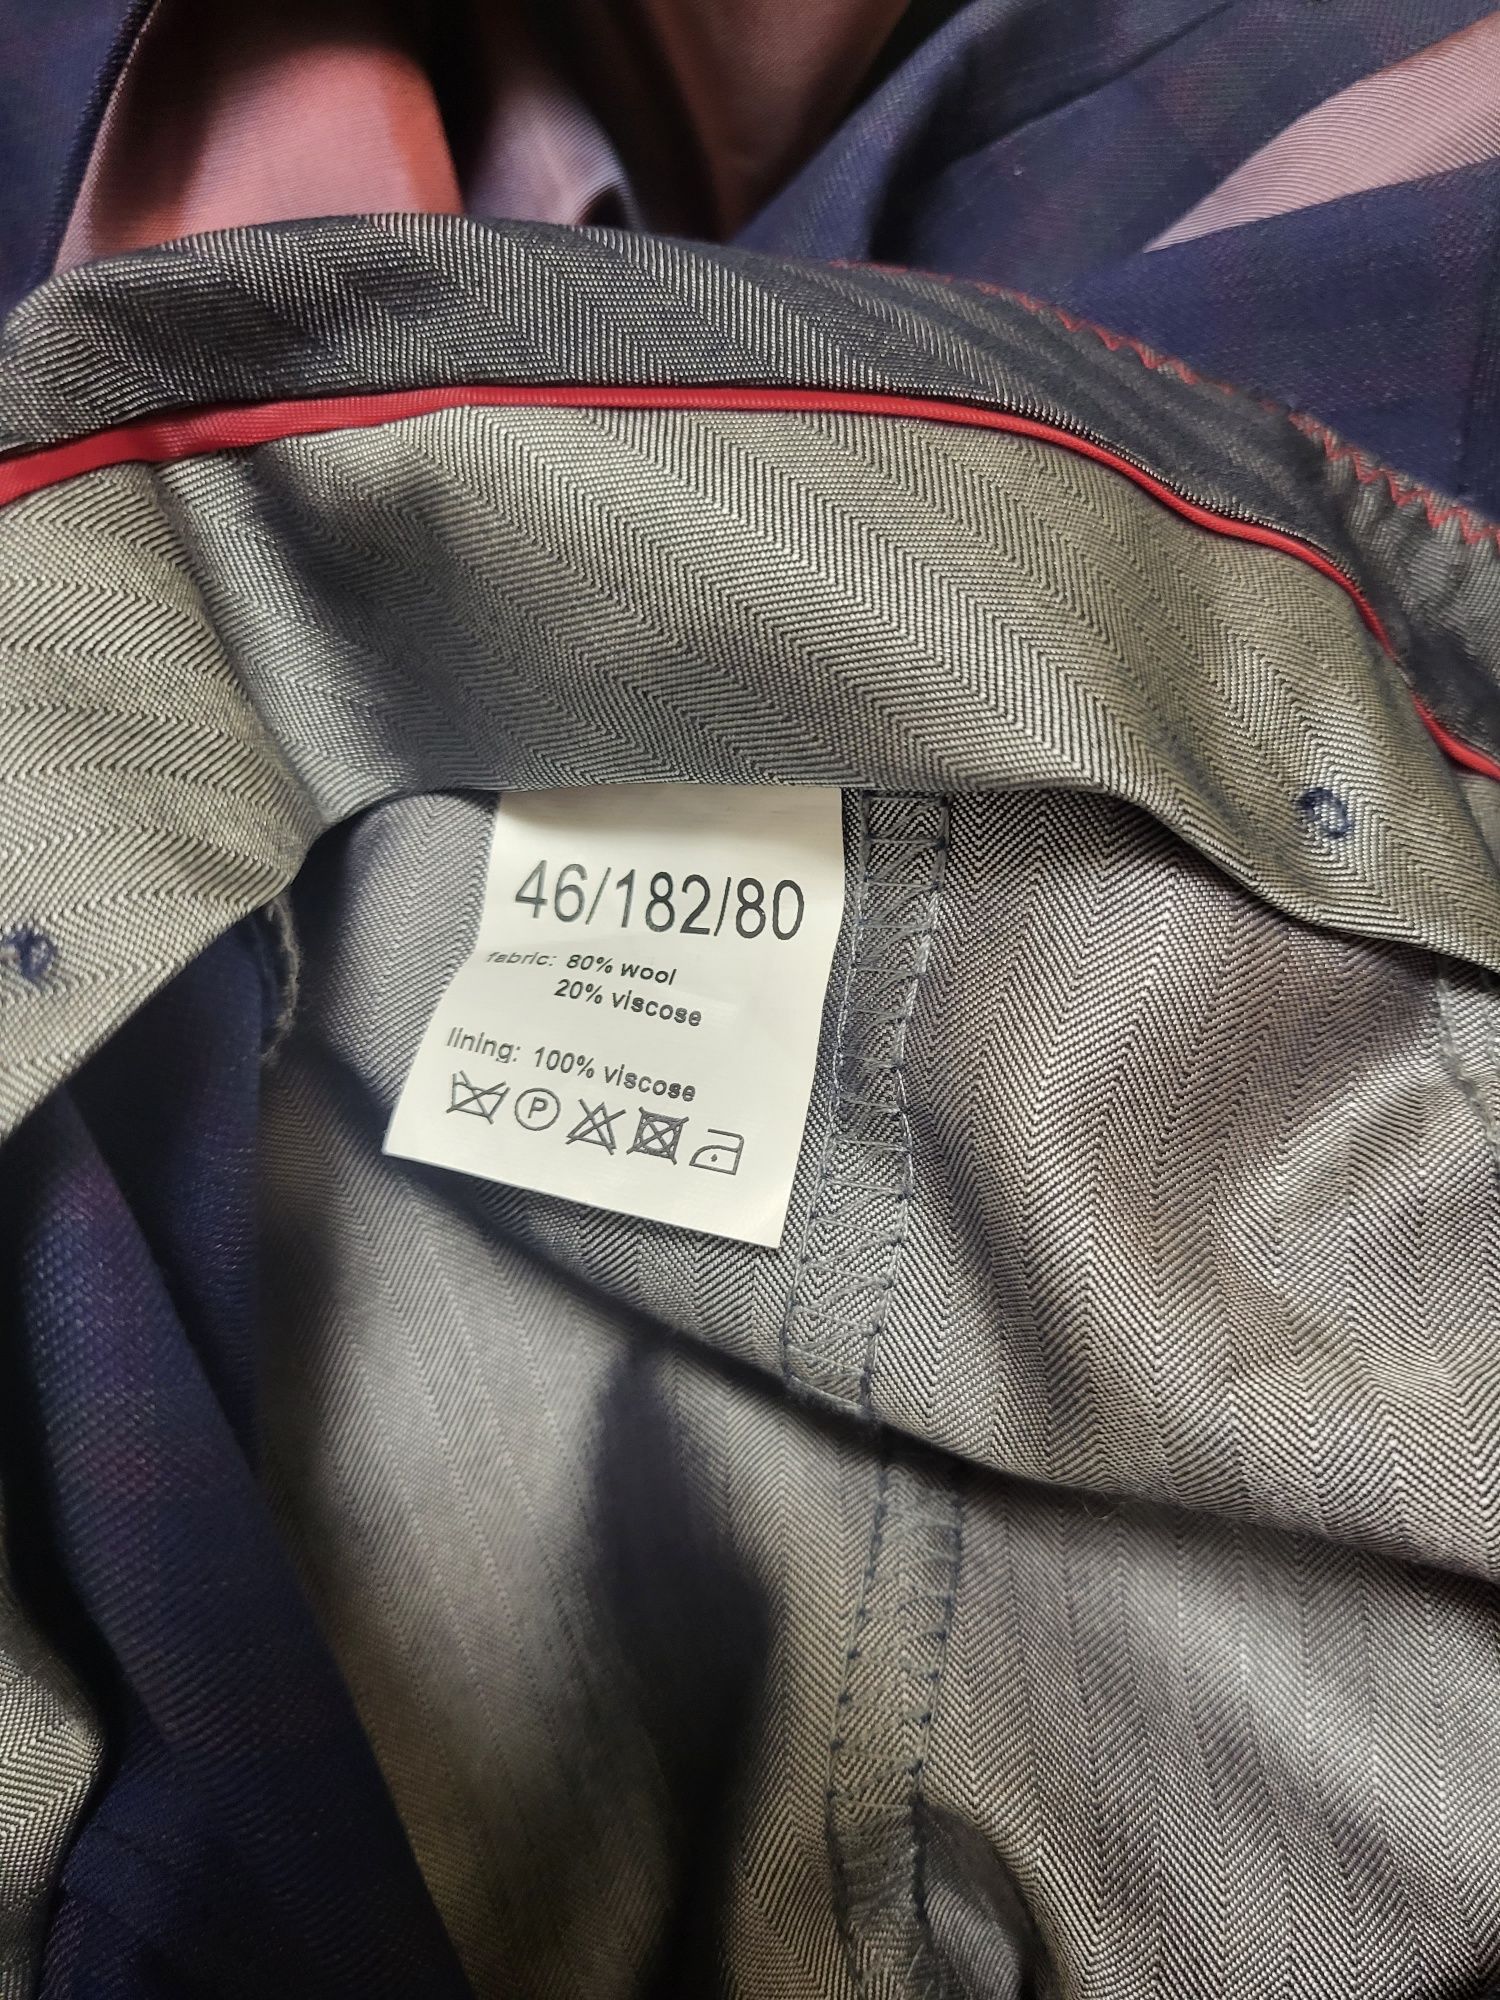 46/182/80
fabric: 80% wool
20% viscose
lining: 100% viscose
P